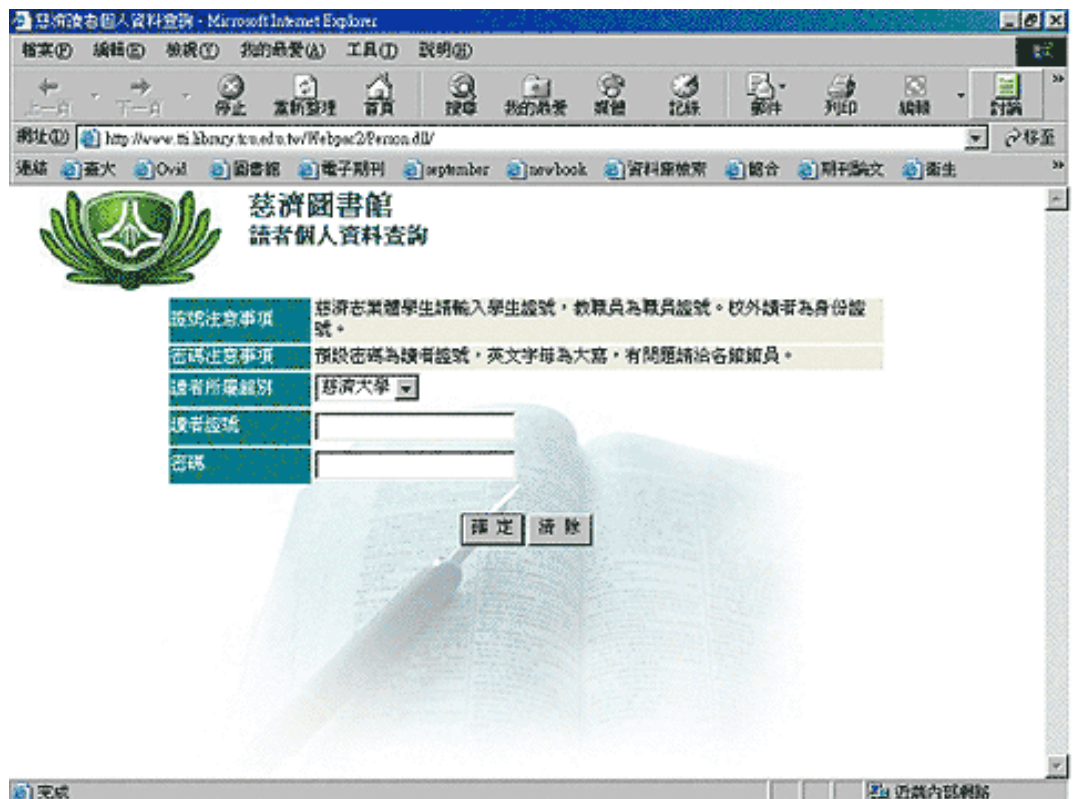 慈濟讀者個人資料查詢 - Microsoft Internet Explorer
檔案(F) 編輯(E) 檢視(V) 我的最愛(A) 工具(T) 說明(H)
上一頁 下一頁 停止 重新整理 首頁 搜尋 我的最愛 媒體 記錄 郵件 列印 編輯 討論
網址(D) 移至
連結 臺大 Ovid 圖書館 電子期刊 september newbook 資料庫檢索 館合 期刊論文 衛生
慈濟圖書館
讀者個人資料查詢
證號注意事項 慈濟志業體學生請輸入學生證號，教職員為職員證號。校外讀者為身份證
號。
密碼注意事項 預設密碼為讀者證號，英文字母為大寫，有問題請洽各館館員。
讀者所屬館別 慈濟大學
讀者證號
密碼
確 定 清 除
完成 近端內部網路